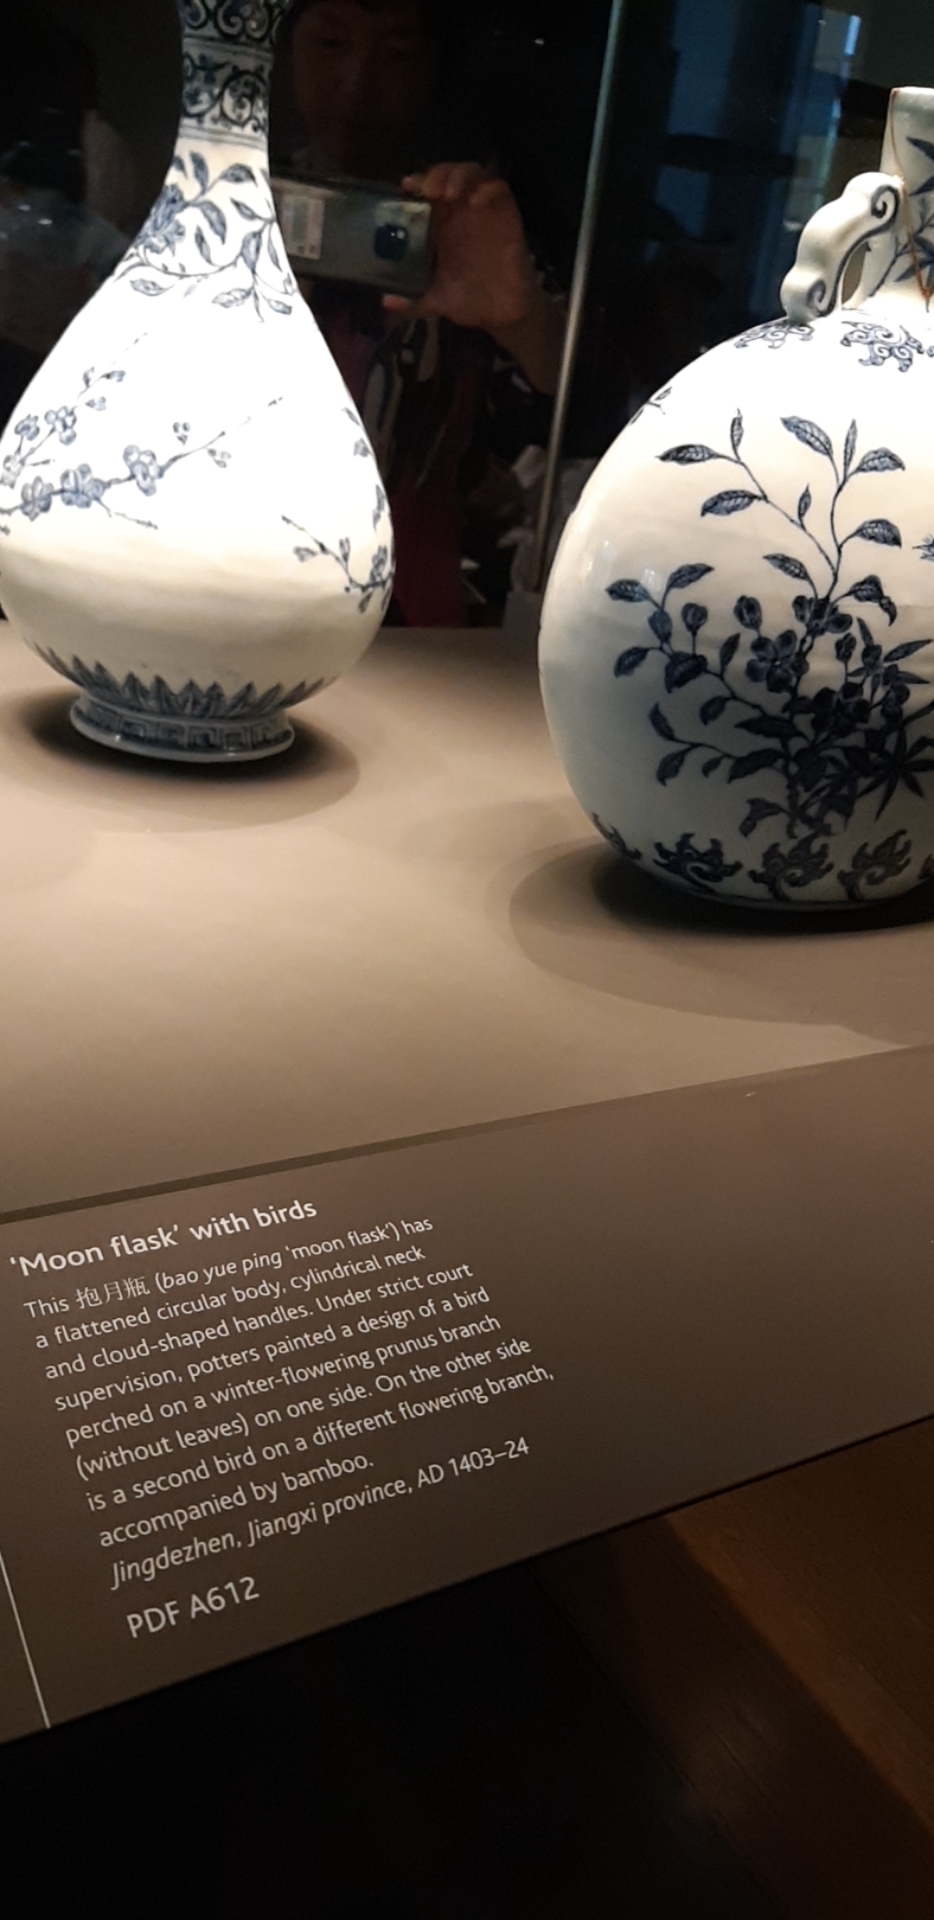 ‘Moon flask’ with birds
This 抱月瓶 (bao yue ping ‘moon flask’) has
a flattened circular body, cylindrical neck
and cloud-shaped handles. Under strict court
supervision, potters painted a design of a bird
perched on a winter-flowering prunus branch
(without leaves) on one side. On the other side
is a second bird on a different flowering branch,
accompanied by bamboo.
Jingdezhen, Jiangxi province, AD 1403–24
PDF A612